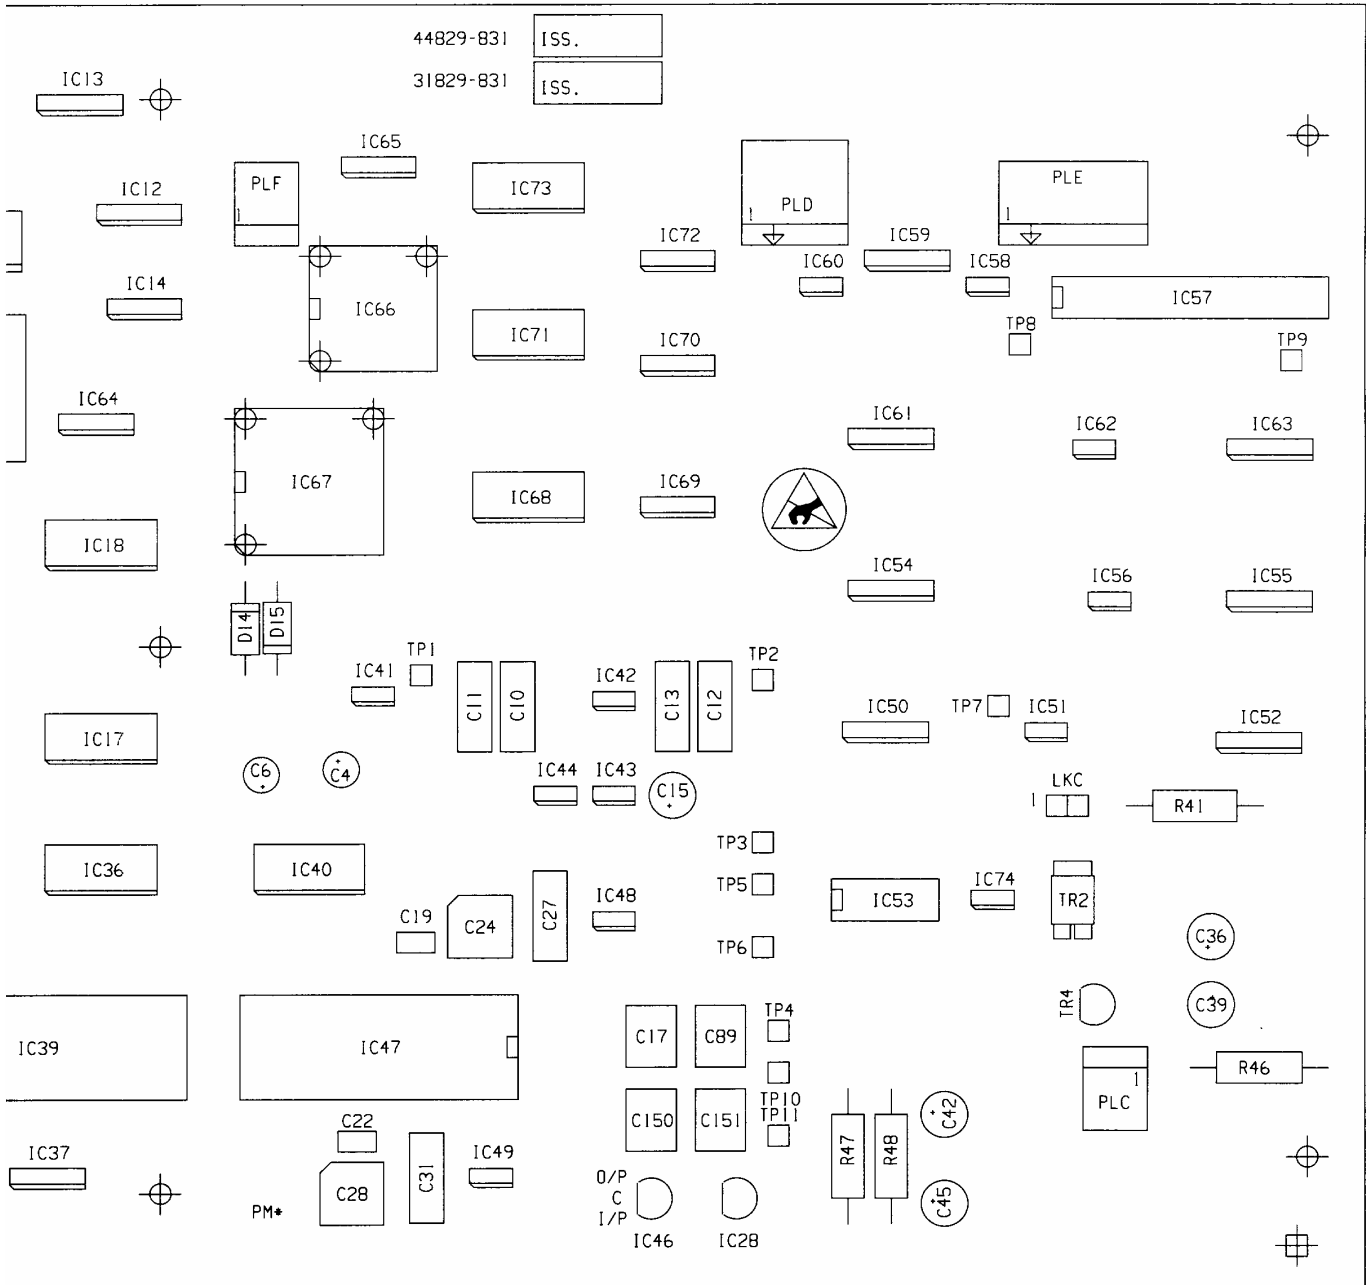 44829-831 ISS.
31829-831 ISS.
IC13
IC65
PLF
1
IC73
PLD
1
PLE
1
IC12
IC72
IC59
IC60
IC58
IC14
IC66
IC71
IC70
IC57
TP8
TP9
IC64
IC61
IC62
IC63
IC67
IC68
IC69
IC18
IC54
IC56
IC55
D14
D15
TP1
TP2
IC41
C11
C10
IC42
C13
C12
IC50
TP7
IC51
IC52
IC17
C6
+
C4
+
IC44
IC43
C15
+
LKC
1
R41
TP3
IC36
IC40
TP5
IC53
IC74
TR2
C19
C24
C27
IC48
TP6
C36
+
TR4
C39
+
IC39
IC47
C17
C89
TP4
R46
TP10
TP11
1
PLC
C22
C150
C151
R47
R48
C42
+
IC37
C28
C31
IC49
O/P
C
I/P
C45
+
PM*
IC46
IC28